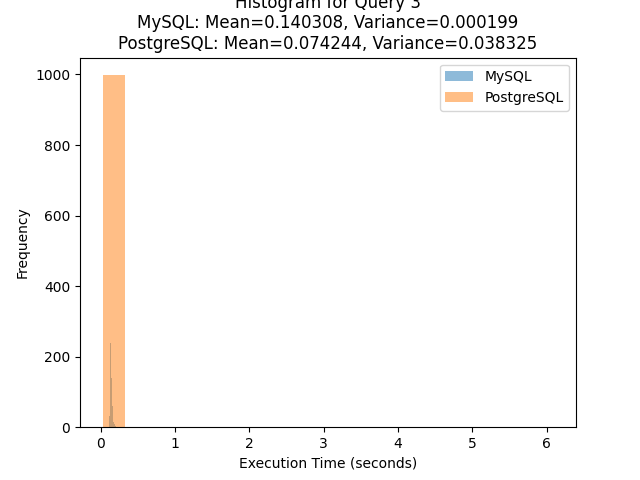 Histogram for Query 3
MySQL: Mean=0.140308, Variance=0.000199
PostgreSQL: Mean=0.074244, Variance=0.038325
MySQL
PostgreSQL
1000
800
600
400
200
0
Frequency
0 1 2 3 4 5 6
Execution Time (seconds)